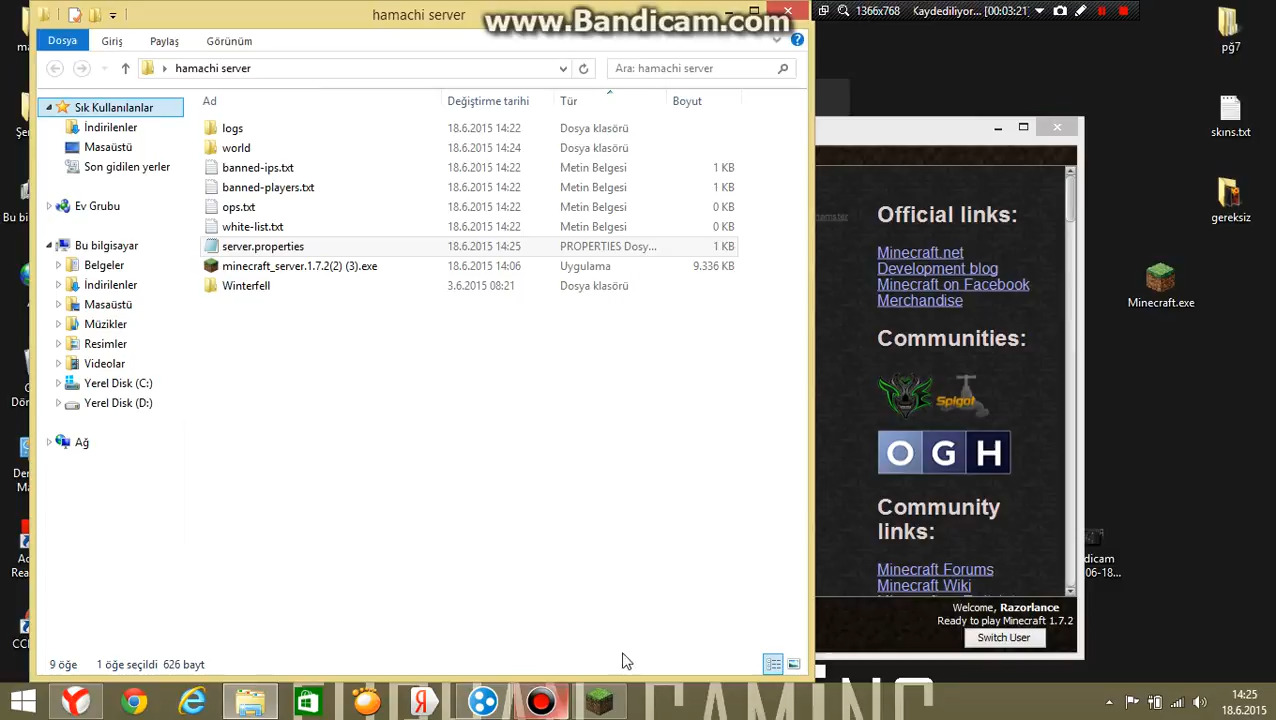 hamachi server
www.Bandicam.com
1366x768
Kaydediliyor... [00:03:21]
Dosya
Giriş
Paylaş
Görünüm
hamachi server
Ara: hamachi server
Sık Kullanılanlar
İndirilenler
Masaüstü
Son gidilen yerler
Ev Grubu
Bu bilgisayar
Belgeler
İndirilenler
Masaüstü
Müzikler
Resimler
Videolar
Yerel Disk (C:)
Yerel Disk (D:)
Ağ
Ad Değiştirme tarihi Tür Boyut
logs 18.6.2015 14:22 Dosya klasörü
world 18.6.2015 14:24 Dosya klasörü
banned-ips.txt 18.6.2015 14:22 Metin Belgesi 1 KB
banned-players.txt 18.6.2015 14:22 Metin Belgesi 1 KB
ops.txt 18.6.2015 14:22 Metin Belgesi 0 KB
white-list.txt 18.6.2015 14:22 Metin Belgesi 0 KB
server.properties 18.6.2015 14:25 PROPERTIES Dosy... 1 KB
minecraft_server.1.7.2(2) (3).exe 18.6.2015 14:06 Uygulama 9.336 KB
Winterfell 3.6.2015 08:21 Dosya klasörü
9 öğe 1 öğe seçildi 626 bayt
Official links:
Minecraft.net
Development blog
Minecraft on Facebook
Merchandise
Communities:
Spigot
OGH
Community
links:
Minecraft Forums
Minecraft Wiki
Welcome, Razorlance
Ready to play Minecraft 1.7.2
Switch User
pğ7
skıns.txt
gereksiz
Minecraft.exe
dicam
06-18...
Bu bi
GAMING
14:25
18.6.2015